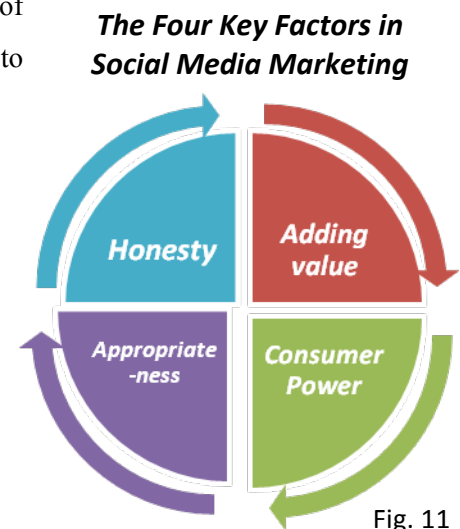 of
to
The Four Key Factors in
Social Media Marketing
Honesty
Adding
value
Appropriate
-ness
Consumer
Power
Fig. 11